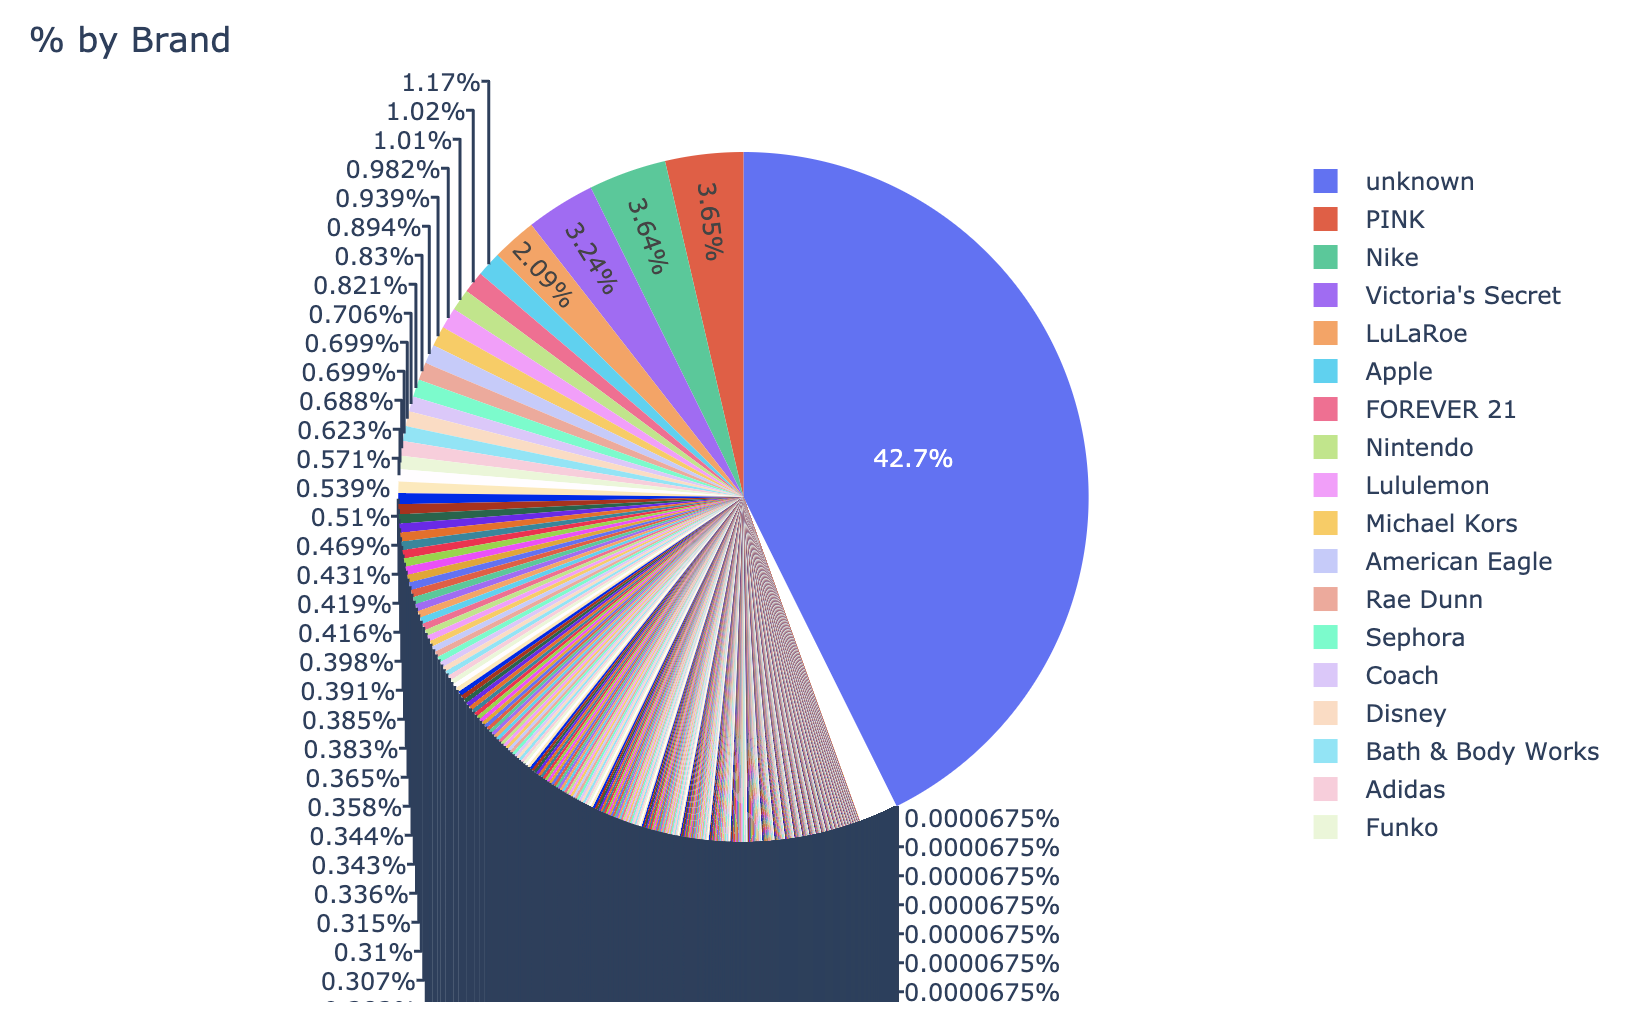 % by Brand
1.17%
1.02%
1.01%
0.982%
0.939%
0.894%
0.83%
0.821%
0.706%
0.699%
0.699%
0.688%
0.623%
0.571%
0.539%
0.51%
0.469%
0.431%
0.419%
0.416%
0.398%
0.391%
0.385%
0.383%
0.365%
0.358%
0.344%
0.343%
0.336%
0.315%
0.31%
0.307%
2.09%
3.24%
3.64%
3.65%
42.7%
0.0000675%
0.0000675%
0.0000675%
0.0000675%
0.0000675%
0.0000675%
0.0000675%
unknown
PINK
Nike
Victoria's Secret
LuLaRoe
Apple
FOREVER 21
Nintendo
Lululemon
Michael Kors
American Eagle
Rae Dunn
Sephora
Coach
Disney
Bath & Body Works
Adidas
Funko